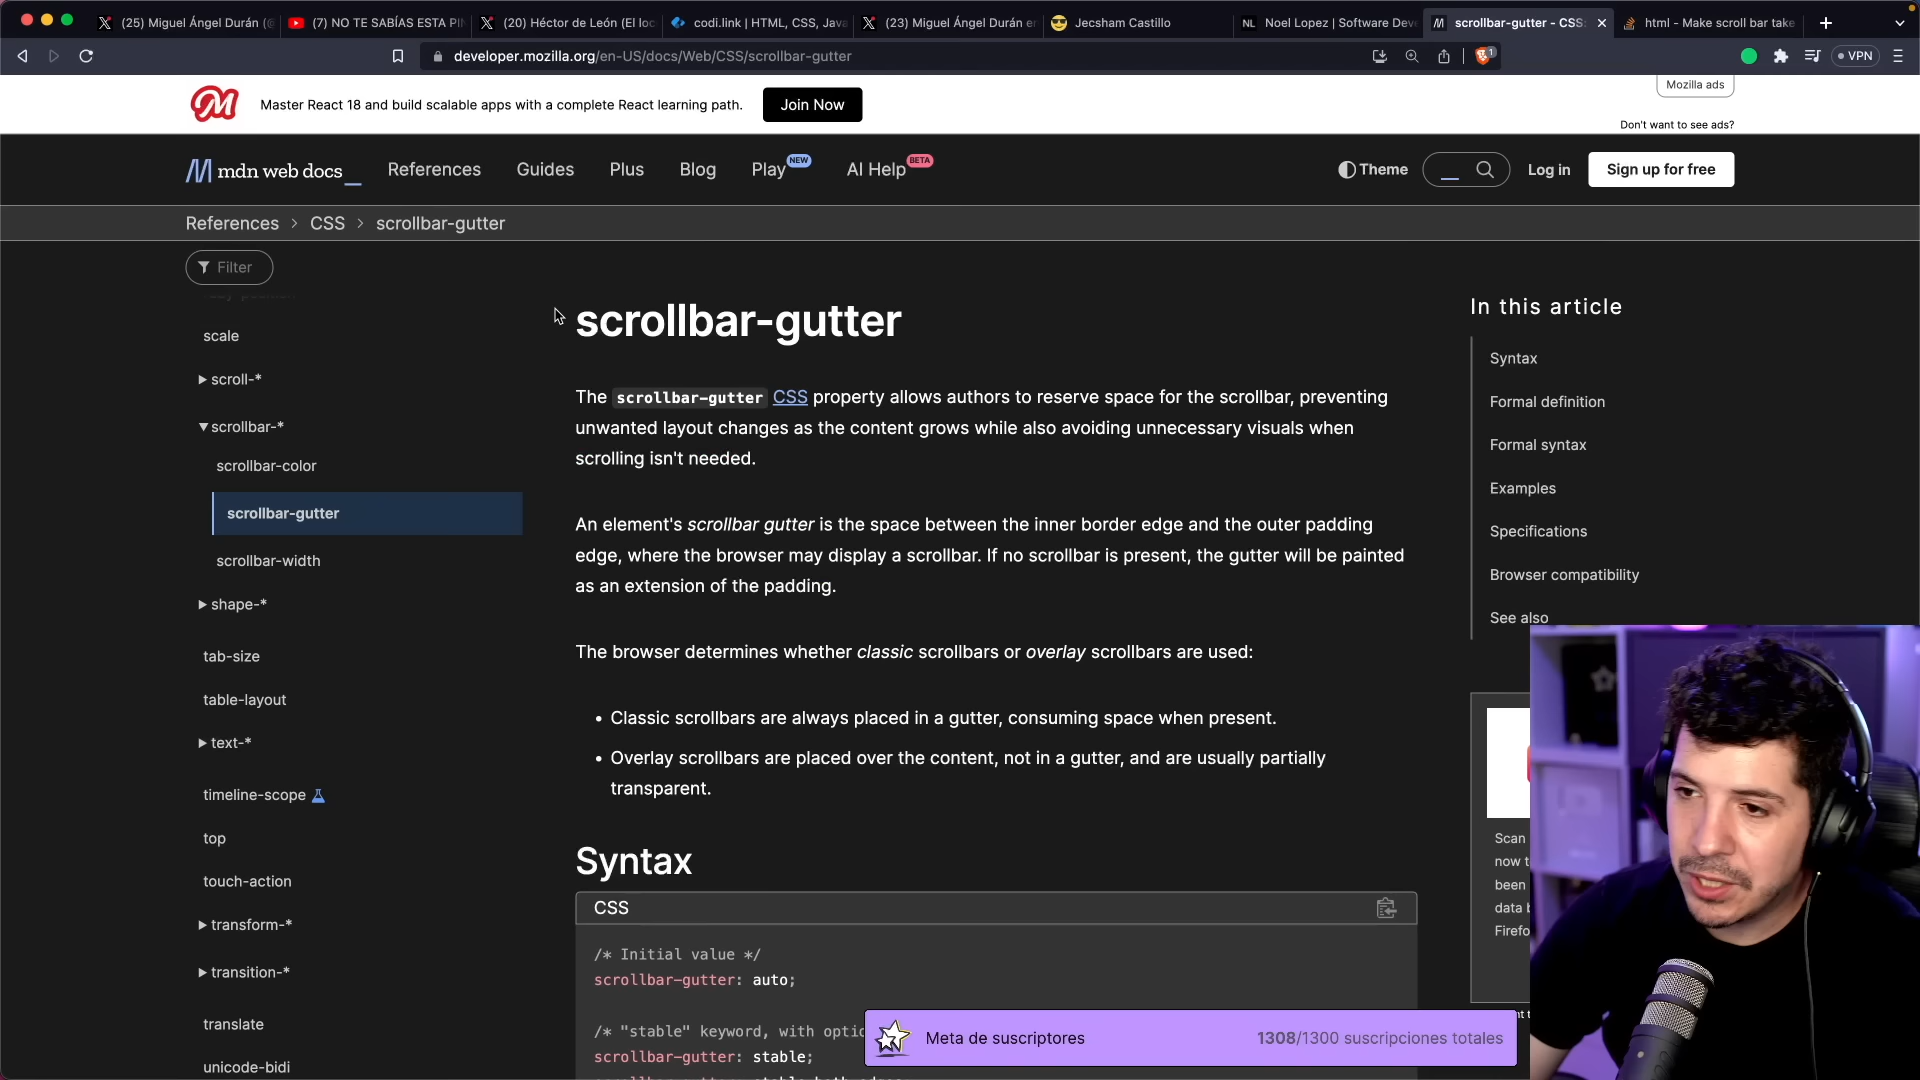 (25) Miguel Ángel Durán (@
(7) NO TE SABÍAS ESTA PI
(20) Héctor de León (El loc
codi.link | HTML, CSS, Java
(23) Miguel Ángel Durán e
Jecsham Castillo
NL Noel Lopez | Software Dev
scrollbar-gutter - CSS:
html - Make scroll bar take
developer.mozilla.org/en-US/docs/Web/CSS/scrollbar-gutter
1
VPN
Master React 18 and build scalable apps with a complete React learning path.
Join Now
Mozilla ads
Don't want to see ads?
mdn web docs_
References
Guides
Plus
Blog
Play NEW
AI Help BETA
Theme
Log in
Sign up for free
References > CSS > scrollbar-gutter
Filter
scale
scroll-*
scrollbar-*
scrollbar-color
scrollbar-gutter
scrollbar-width
shape-*
tab-size
table-layout
text-*
timeline-scope
top
touch-action
transform-*
transition-*
translate
unicode-bidi
scrollbar-gutter
The scrollbar-gutter CSS property allows authors to reserve space for the scrollbar, preventing
unwanted layout changes as the content grows while also avoiding unnecessary visuals when
scrolling isn't needed.
An element's scrollbar gutter is the space between the inner border edge and the outer padding
edge, where the browser may display a scrollbar. If no scrollbar is present, the gutter will be painted
as an extension of the padding.
The browser determines whether classic scrollbars or overlay scrollbars are used:
• Classic scrollbars are always placed in a gutter, consuming space when present.
• Overlay scrollbars are placed over the content, not in a gutter, and are usually partially
transparent.
Syntax
CSS
/* Initial value */
scrollbar-gutter: auto;
/* "stable" keyword, with optio
scrollbar-gutter: stable;
In this article
Syntax
Formal definition
Formal syntax
Examples
Specifications
Browser compatibility
See also
Scan
now t
been
data b
Firefo
Meta de suscriptores
1308/1300 suscripciones totales